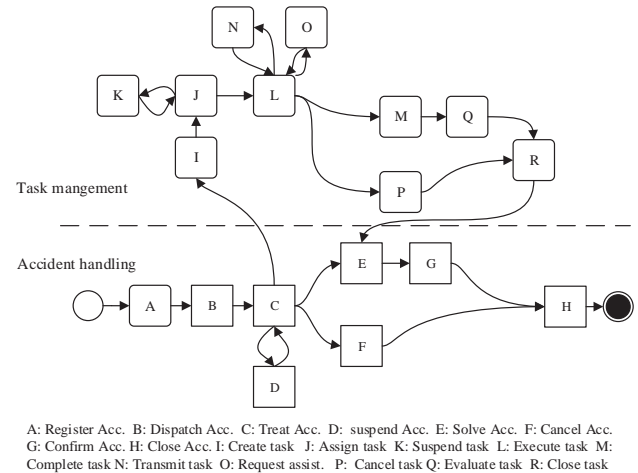 N O
K J L
M Q
I
R
P
Task mangement
Accident handling
E G
A B C H
F
D
A: Register Acc. B: Dispatch Acc. C: Treat Acc. D: suspend Acc. E: Solve Acc. F: Cancel Acc.
G: Confirm Acc. H: Close Acc. I: Create task J: Assign task K: Suspend task L: Execute task M:
Complete task N: Transmit task O: Request assist. P: Cancel task Q: Evaluate task R: Cloe task